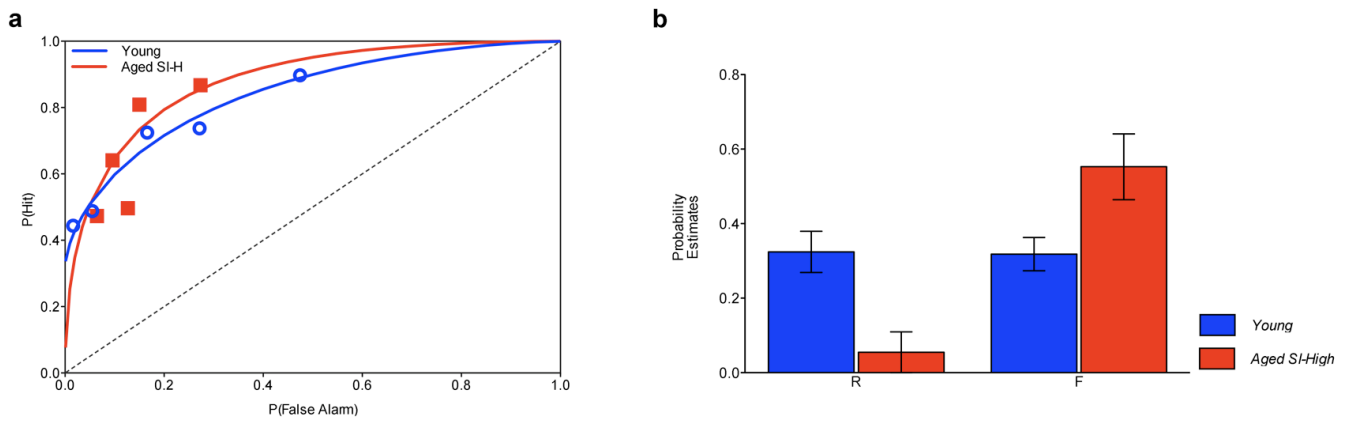 a
1.0
0.8
0.6
0.4
0.2
0.0
P(Hit)
Young
Aged SI-H
0.0
0.2
0.4
0.6
0.8
1.0
P(False Alarm)
b
0.8
0.6
0.4
0.2
0.0
Probability
Estimates
R
F
Young
Aged SI-High